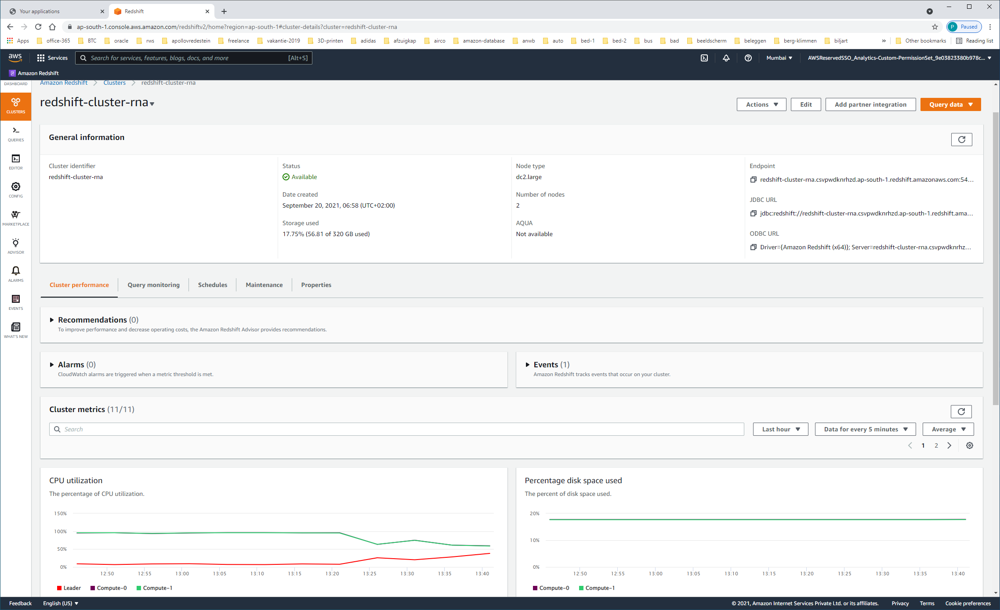 Your applications
Redshift
ap-south-1.console.aws.amazon.com/redshiftv2/home?region=ap-south-1#cluster-details?cluster=redshift-cluster-rna
P Paused
Apps office-365 BTC oracle rws apollovredestein freelance vakantie-2019 3D-printen adidas afzuigkap airco amazon-database anwb auto bed-1 bed-2 bus bad beeldscherm beleggen berg-klimmen biljart » Other bookmarks Reading list
aws Services Search for services, features, blogs, docs, and more [Alt+S] Mumbai AWSReservedSSO_Analytics-Custom-PermissionSet_9e03823380b978c...
Amazon Redshift
DASHBOARD
CLUSTERS
QUERIES
EDITOR
CONFIG
MARKETPLACE
ADVISOR
ALARMS
EVENTS
WHAT'S NEW
Amazon Redshift Clusters redshift-cluster-rna
redshift-cluster-rna
Actions Edit Add partner integration Query data
General information
Cluster identifier
redshift-cluster-rna
Status
Available
Date created
September 20, 2021, 06:58 (UTC+02:00)
Storage used
17.75% (56.81 of 320 GB used)
Node type
dc2.large
Number of nodes
2
AQUA
Not available
Endpoint
redshift-cluster-rna.csvpwdknrhzd.ap-south-1.redshift.amazonaws.com:54...
JDBC URL
jdbc:redshift://redshift-cluster-rna.csvpwdknrhzd.ap-south-1.redshift.ama...
ODBC URL
Driver={Amazon Redshift (x64)}; Server=redshift-cluster-rna.csvpwdknrhz...
Cluster performance Query monitoring Schedules Maintenance Properties
Recommendations (0)
To improve performance and decrease operating costs, the Amazon Redshift Advisor provides recommendations.
Alarms (0)
CloudWatch alarms are triggered when a metric threshold is met.
Events (1)
Amazon Redshift tracks events that occur on your cluster.
Cluster metrics (11/11)
Search
Last hour Data for every 5 minutes Average
1 2
CPU utilization
The percentage of CPU utilization.
150%
100%
50%
0%
12:50 12:55 13:00 13:05 13:10 13:15 13:20 13:25 13:30 13:35 13:40
Leader Compute-0 Compute-1
Percentage disk space used
The percent of disk space used.
20%
10%
0%
12:50 12:55 13:00 13:05 13:10 13:15 13:20 13:25 13:30 13:35 13:40
Compute-0 Compute-1
Feedback English (US) © 2021, Amazon Internet Services Private Ltd. or its affiliates. Privacy Terms Cookie preferences